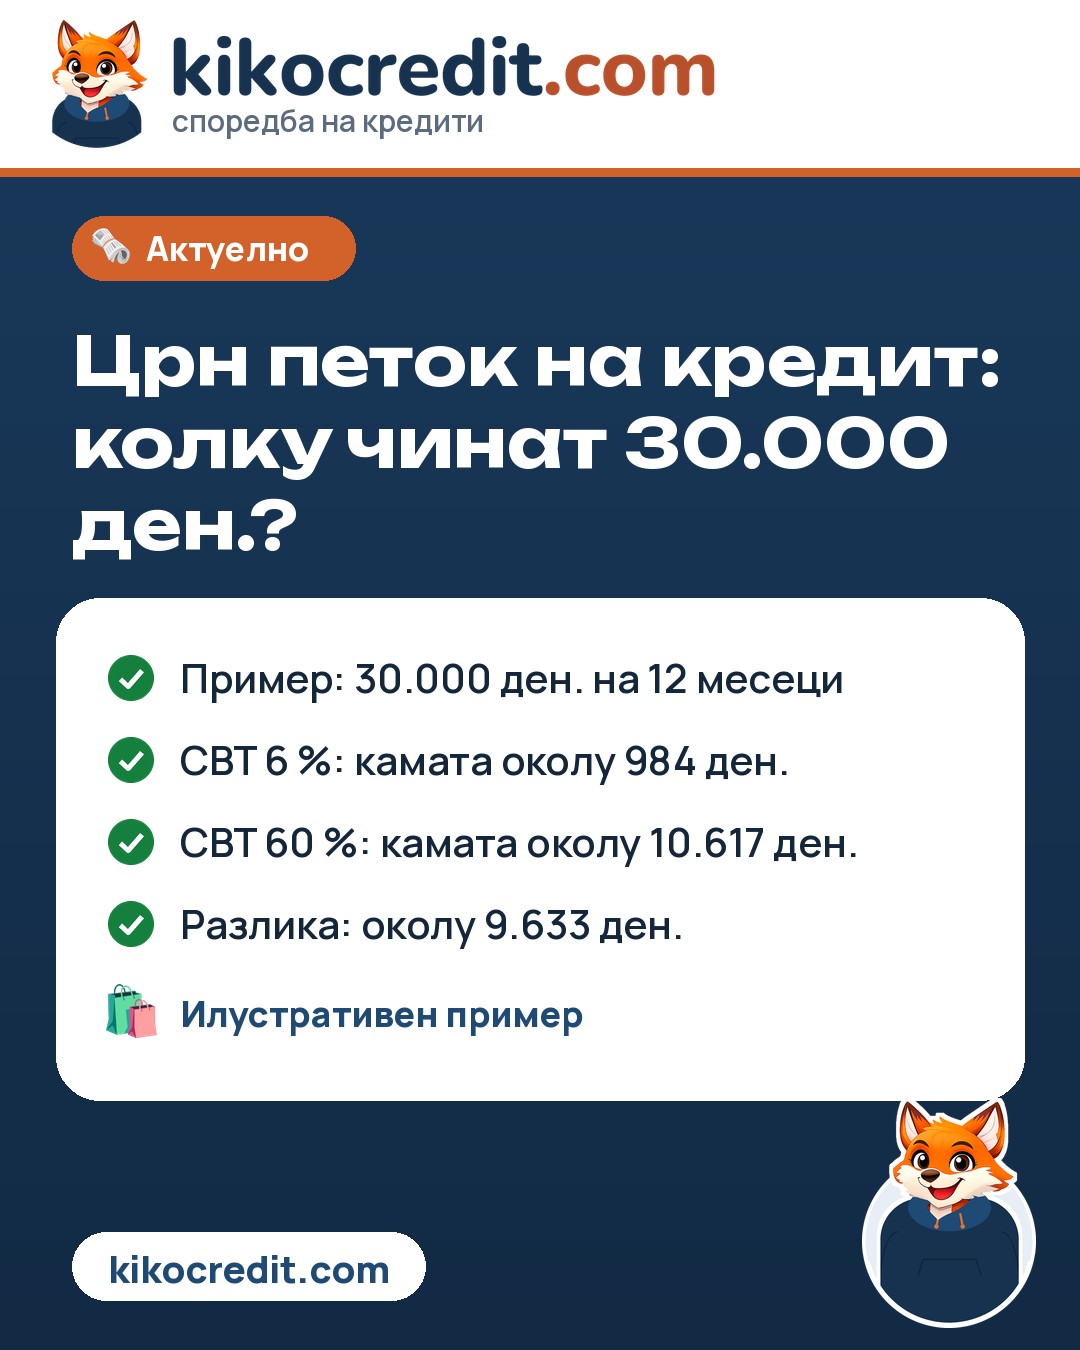 kikocredit.com
споредба на кредити
Актуелно
Црн петок на кредит:
колку чинат 30.000
ден.?
Пример: 30.000 ден. на 12 месеци
СВТ 6 %: камата околу 984 ден.
СВТ 60 %: камата околу 10.617 ден.
Разлика: околу 9.633 ден.
Илустративен пример
kikocredit.com